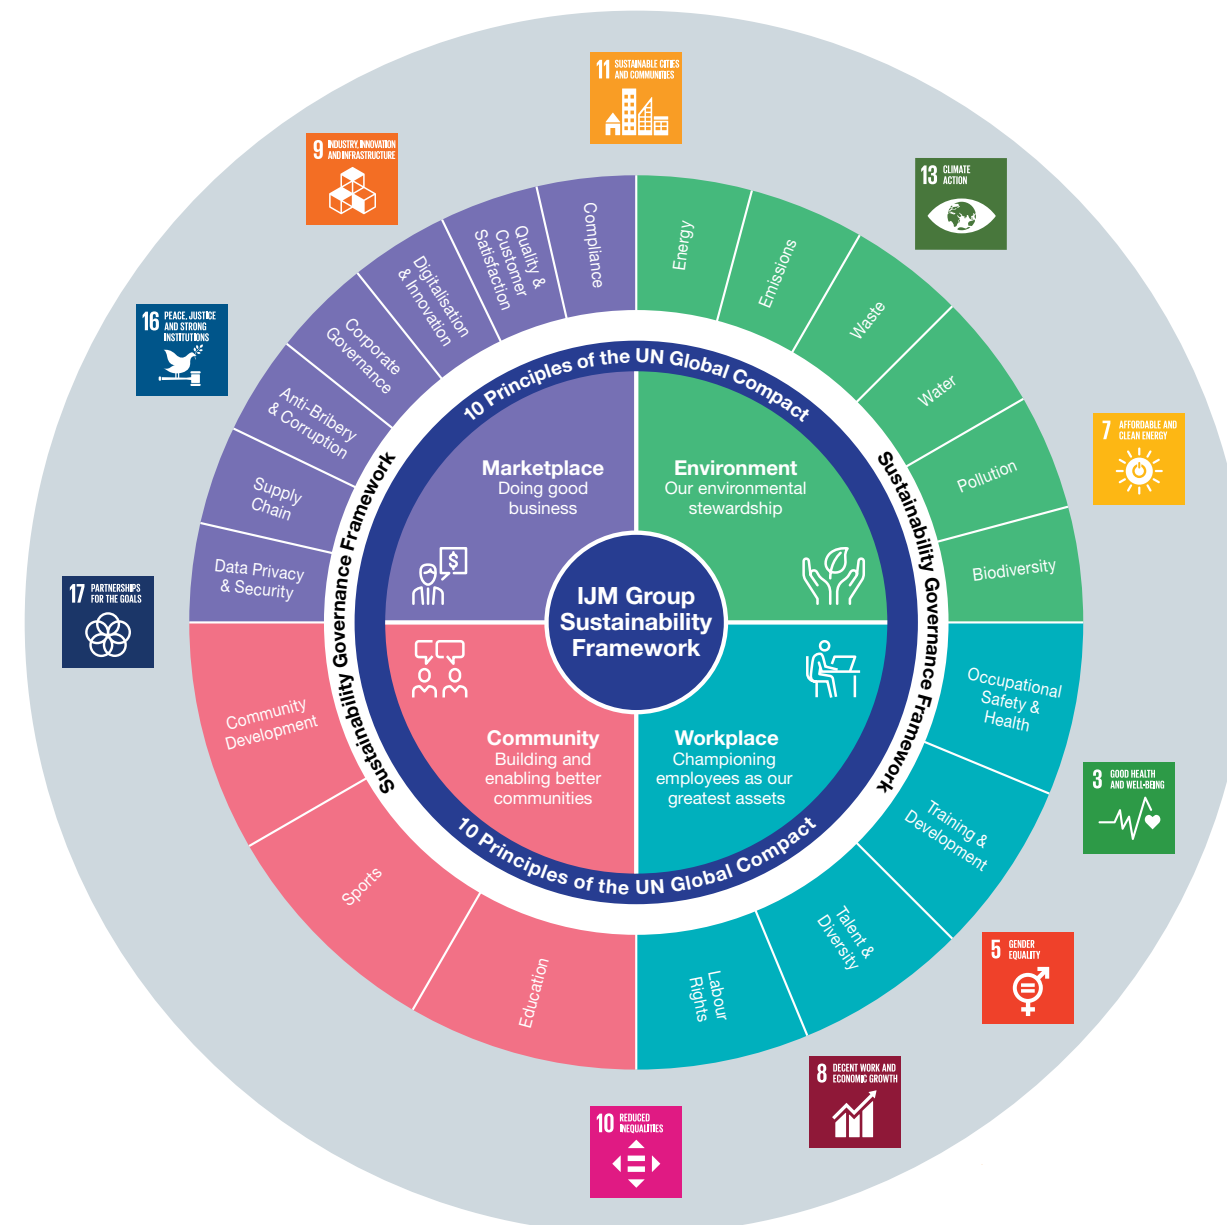 11 SUSTAINABLE CITIES
AND COMMUNITIES
9 INDUSTRY, INNOVATION
AND INFRASTRUCTURE
13 CLIMATE
ACTION
16 PEACE, JUSTICE
AND STRONG
INSTITUTIONS
7 AFFORDABLE AND
CLEAN ENERGY
17 PARTNERSHIPS
FOR THE GOALS
3 GOOD HEALTH
AND WELL-BEING
5 GENDER
EQUALITY
8 DECENT WORK AND
ECONOMIC GROWTH
10 REDUCED
INEQUALITIES
Compliance
Quality &
Customer
Satisfaction
Digitalisation
& Innovation
Corporate
Governance
Anti-Bribery
& Corruption
Supply
Chain
Data Privacy
& Security
Energy
Emissions
Waste
Water
Pollution
Biodiversity
Occupational
Safety &
Health
Training &
Development
Talent &
Diversity
Labour
Rights
Education
Sports
Community
Development
Sustainability Governance Framework
Sustainability Governance Framework
10 Principles of the UN Global Compact
10 Principles of the UN Global Compact
Marketplace
Doing good
business
Environment
Our environmental
stewardship
$
IJM Group
Sustainability
Framework
Community
Building and
enabling better
communities
Workplace
Championing
employees as our
greatest assets